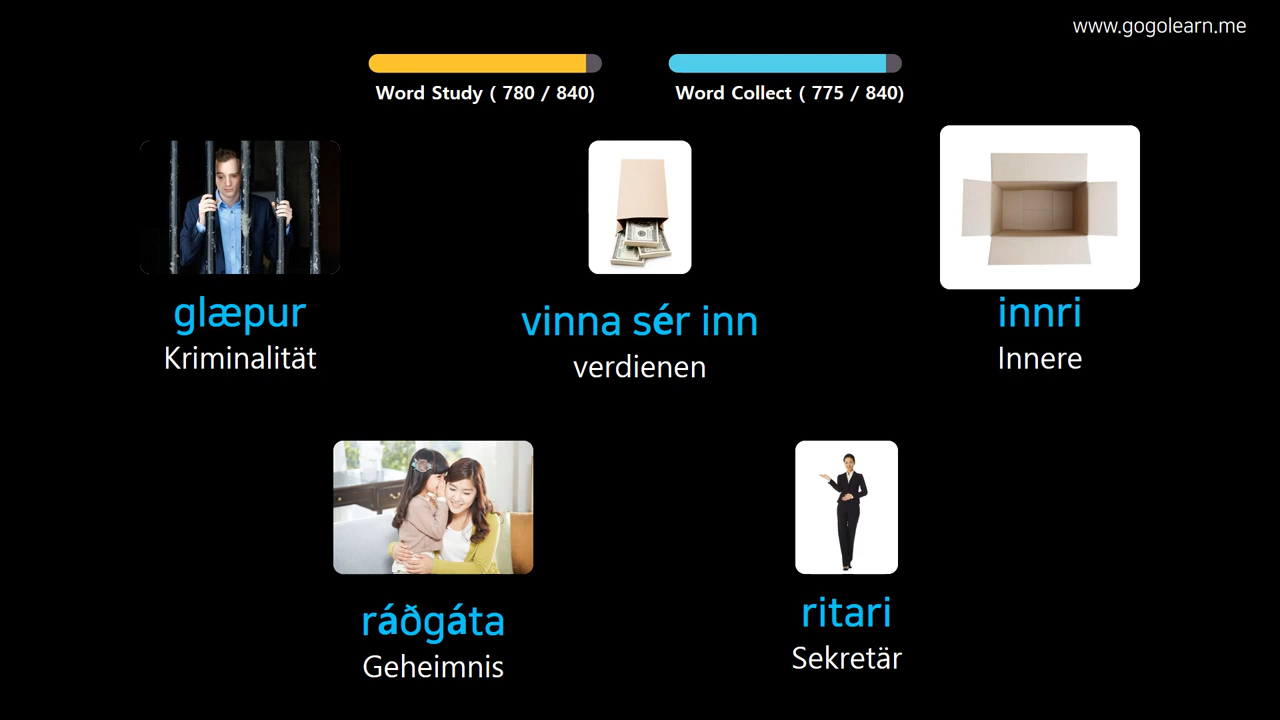 www.gogolearn.me
Word Study ( 780 / 840)
Word Collect ( 775 / 840)
glæpur
Kriminalität
vinna sér inn
verdienen
innri
Innere
ráðgáta
Geheimnis
ritari
Sekretär